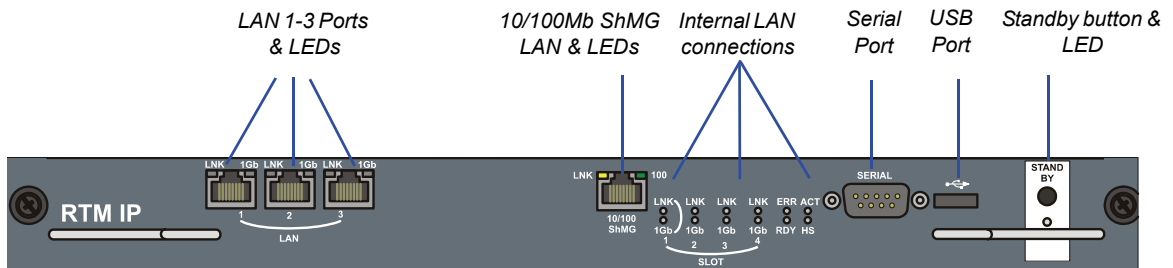 LAN 1-3 Ports
& LEDs
10/100Mb ShMG
LAN & LEDs
Internal LAN
connections
Serial
Port
USB
Port
Standby button &
LED
RTM IP
LNK 1Gb LNK 1Gb LNK 1Gb
1 2 3
LAN
LNK 100
10/100
ShMG
LNK LNK LNK LNK ERR ACT
1Gb 1Gb 1Gb 1Gb RDY HS
1 2 3 4
SLOT
SERIAL
STAND
BY